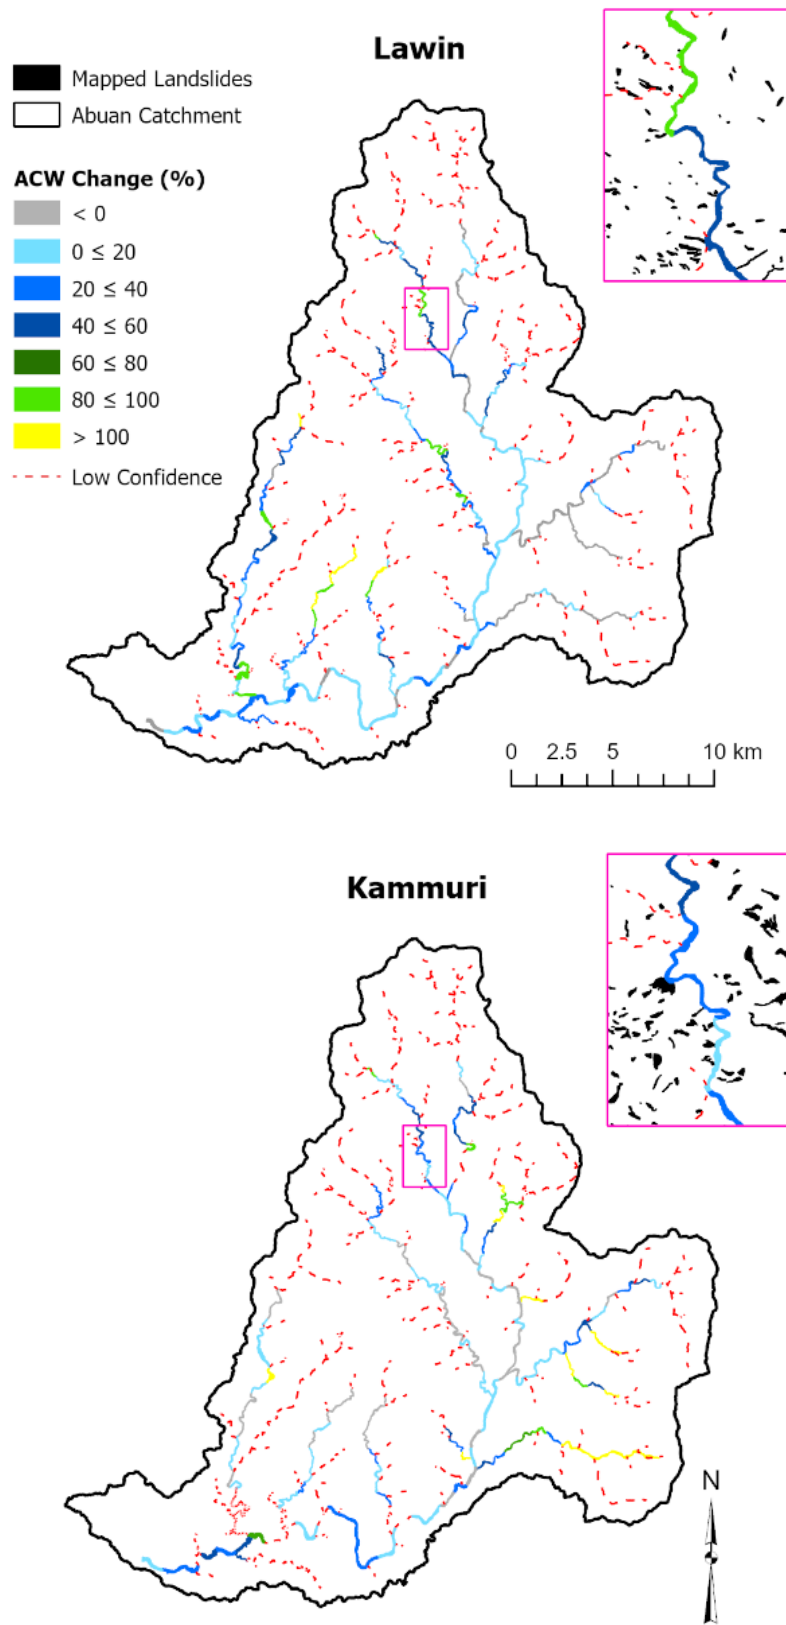 Lawin
Mapped Landslides
Abuan Catchment
ACW Change (%)
< 0
0 ≤ 20
20 ≤ 40
40 ≤ 60
60 ≤ 80
80 ≤ 100
> 100
Low Confidence
0 2.5 5 10 km
Kammuri
N